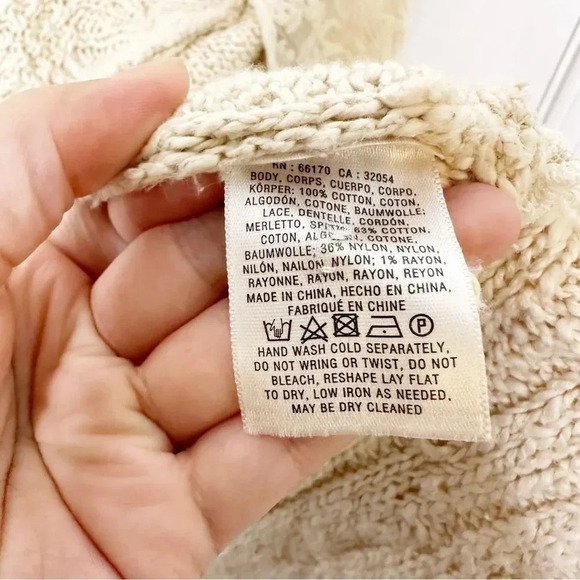 RN : 66170 CA : 32054
BODY, CORPS, CUERPO, CORPO,
KÖRPER: 100% COTTON, COTON,
ALGODÓN, COTONE, BAUMWOLLE;
LACE, DENTELLE, CORDÓN,
MERLETTO, 63% COTTON,
COTON, COTONE,
BAUMWOLLE; 36% NYLON, NYLON,
NILÓN, NAILON, NYLON; 1% RAYON,
RAYONNE, RAYON, RAYON, REYON
MADE IN CHINA, HECHO EN CHINA,
FABRIQUÉ EN CHINE
P
HAND WASH COLD SEPARATELY,
DO NOT WRING OR TWIST, DO NOT
BLEACH, RESHAPE LAY FLAT
TO DRY, LOW IRON AS NEEDED,
MAY BE DRY CLEANED